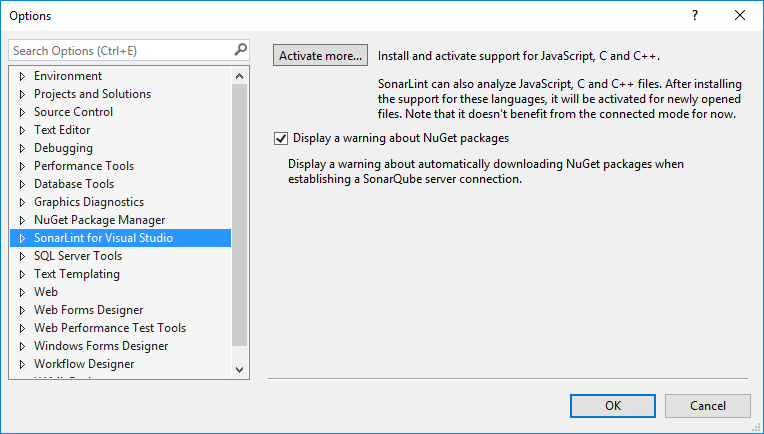 Options
?
Search Options (Ctrl+E)
Environment
Projects and Solutions
Source Control
Text Editor
Debugging
Performance Tools
Database Tools
Graphics Diagnostics
NuGet Package Manager
SonarLint for Visual Studio
SQL Server Tools
Text Templating
Web
Web Forms Designer
Web Performance Test Tools
Windows Forms Designer
Workflow Designer
Activate more...
Install and activate support for JavaScript, C and C++.
SonarLint can also analyze JavaScript, C and C++ files. After installing
the support for these languages, it will be activated for newly opened
files. Note that it doesn't benefit from the connected mode for now.
Display a warning about NuGet packages
Display a warning about automatically downloading NuGet packages when
establishing a SonarQube server connection.
OK
Cancel